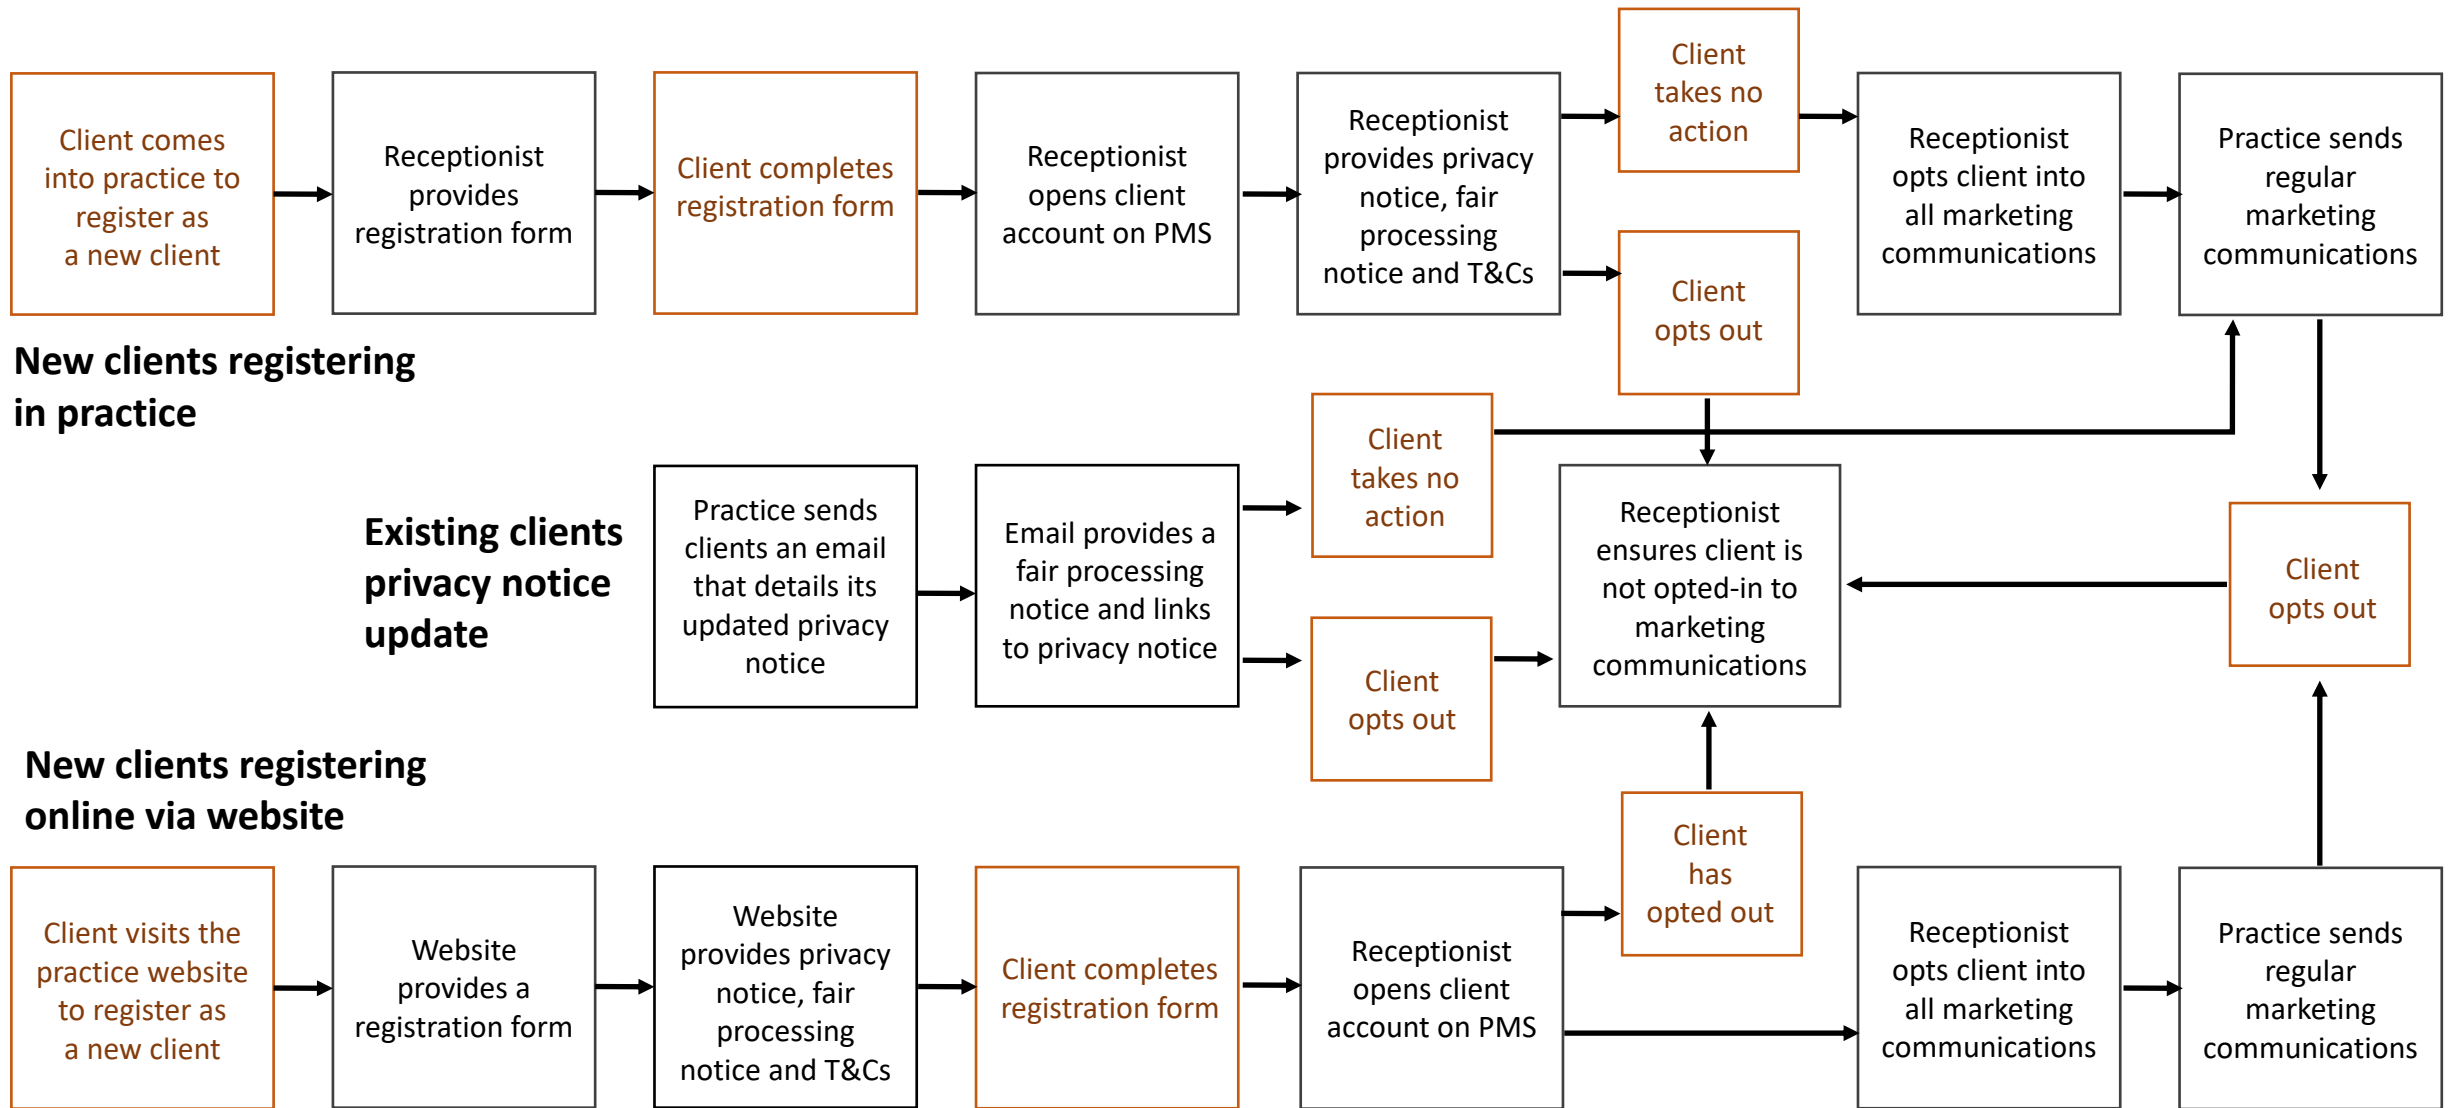 Client comes
into practice to
register as
a new client
Receptionist
provides
registration form
Client completes
registration form
Receptionist
opens client
account on PMS
Receptionist
provides privacy
notice, fair
processing
notice and T&Cs
Client
takes no
action
Client
opts out
Receptionist
opts client into
all marketing
communications
Practice sends
regular
marketing
communications
New clients registering
in practice
Existing clients
privacy notice
update
Practice sends
clients an email
that details its
updated privacy
notice
Email provides a
fair processing
notice and links
to privacy notice
Client
takes no
action
Client
opts out
Receptionist
ensures client is
not opted-in to
marketing
communications
Client
opts out
New clients registering
online via website
Client visits the
practice website
to register as
a new client
Website
provides a
registration form
Website
provides privacy
notice, fair
processing
notice and T&Cs
Client completes
registration form
Receptionist
opens client
account on PMS
Client
has
opted out
Receptionist
opts client into
all marketing
communications
Practice sends
regular
marketing
communications